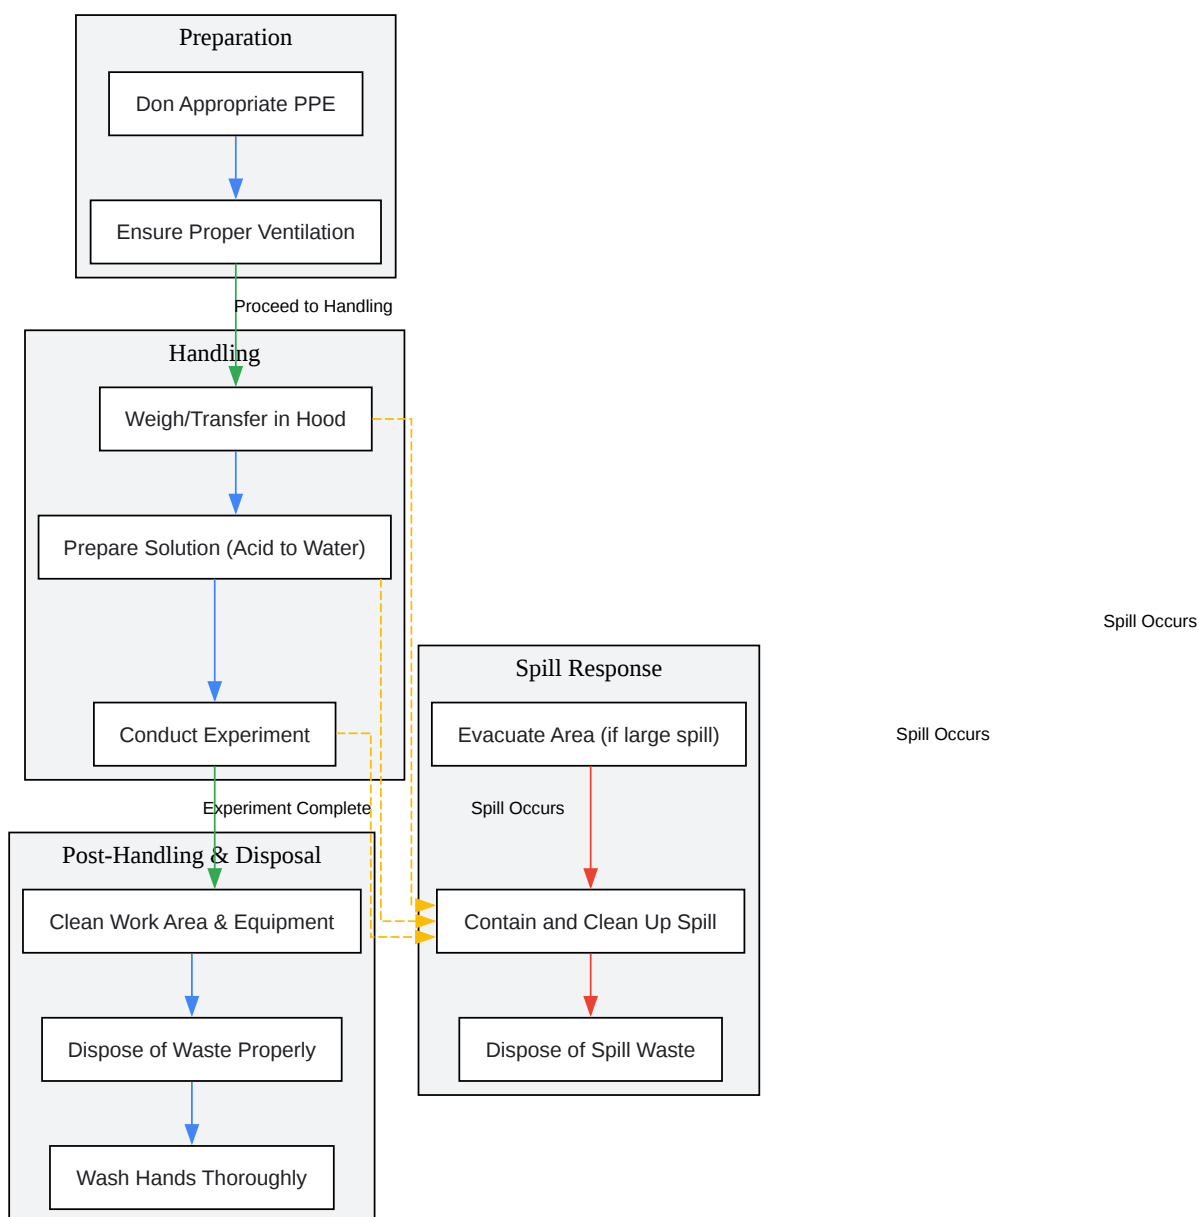 Preparation
Don Appropriate PPE
Ensure Proper Ventilation
Proceed to Handling
Handling
Weigh/Transfer in Hood
Prepare Solution (Acid to Water)
Spill Occurs
Spill Response
Conduct Experiment
Evacuate Area (if large spill)
Spill Occurs
Experiment Complete
Spill Occurs
Post-Handling & Disposal
Clean Work Area & Equipment
Contain and Clean Up Spill
Dispose of Waste Properly
Dispose of Spill Waste
Wash Hands Thoroughly